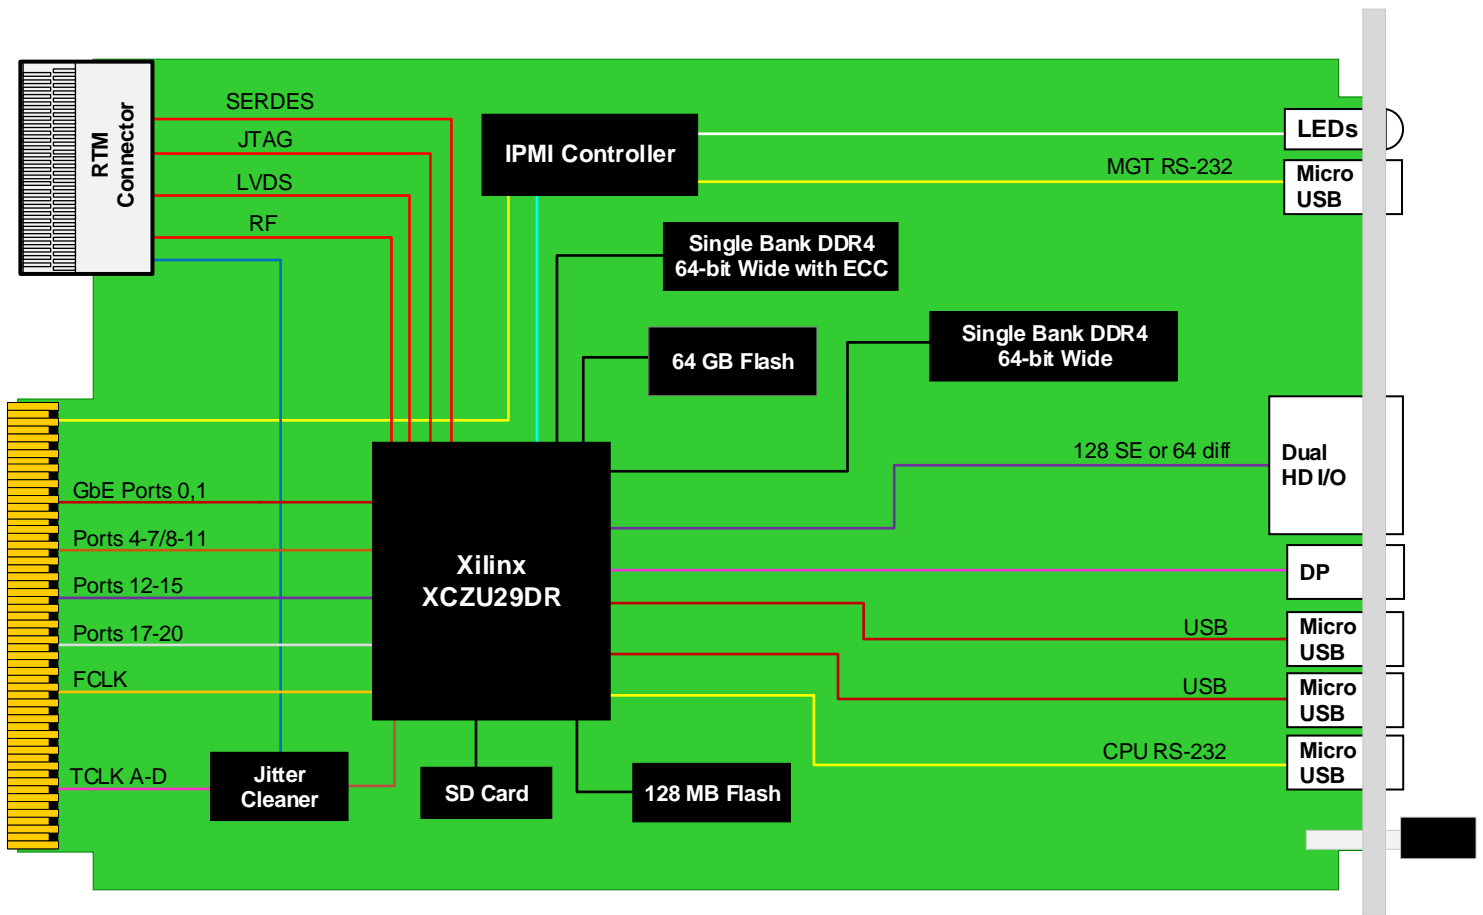 SERDES
JTAG
LVDS
RF
RTM
Connector
IPMI Controller
LEDs
MGT RS-232
Micro
USB
Single Bank DDR4
64-bit Wide with ECC
Single Bank DDR4
64-bit Wide
64 GB Flash
128 SE or 64 diff
Dual
HD I/O
GbE Ports 0,1
Ports 4-7/8-11
Ports 12-15
Ports 17-20
FCLK
TCLK A-D
Xilinx
XCZU29DR
DP
USB
Micro
USB
USB
Micro
USB
CPU RS-232
Micro
USB
Jitter
Cleaner
SD Card
128 MB Flash